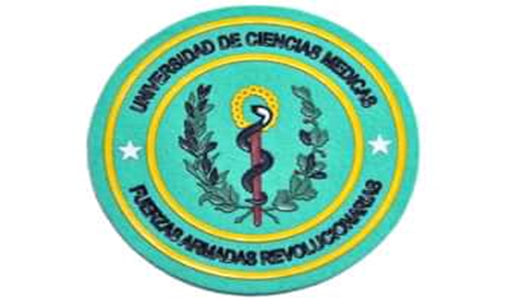 UNIVERSIDAD DE CIENCIAS MEDICAS
FUERZAS ARMADAS REVOLUCIONARIAS